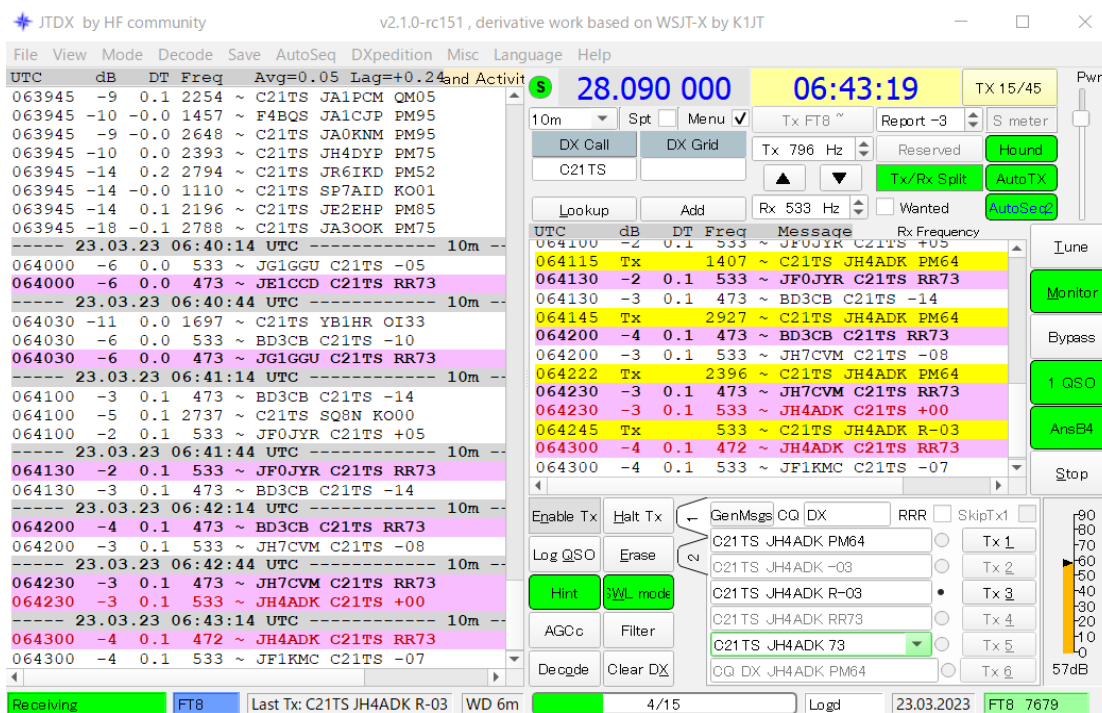 JTDX by HF community v2.1.0-rc151 , derivative work based on WSJT-X by K1JT
File View Mode Decode Save AutoSeq DXpedition Misc Language Help
UTC dB DT Freq Avg=0.05 Lag=+0.24and Activit
063945 -9 0.1 2254 ~ C21TS JA1PCM QM05
063945 -10 -0.0 1457 ~ F4BQS JA1CJP PM95
063945 -9 -0.0 2648 ~ C21TS JA0KNM PM95
063945 -10 0.0 2393 ~ C21TS JH4DYP PM75
063945 -14 0.2 2794 ~ C21TS JR6IKD PM52
063945 -14 -0.0 1110 ~ C21TS SP7AID KO01
063945 -14 0.1 2196 ~ C21TS JE2EHP PM85
063945 -18 -0.1 2788 ~ C21TS JA3OOK PM75
----- 23.03.23 06:40:14 UTC ------------ 10m --
064000 -6 0.0 533 ~ JG1GGU C21TS -05
064000 -6 0.0 473 ~ JE1CCD C21TS RR73
----- 23.03.23 06:40:44 UTC ------------ 10m --
064030 -11 0.0 1697 ~ C21TS YB1HR OI33
064030 -6 0.0 533 ~ BD3CB C21TS -10
064030 -6 0.0 473 ~ JG1GGU C21TS RR73
----- 23.03.23 06:41:14 UTC ------------ 10m --
064100 -3 0.1 473 ~ BD3CB C21TS -14
064100 -5 0.1 2737 ~ C21TS SQ8N KO00
064100 -2 0.1 533 ~ JF0JYR C21TS +05
----- 23.03.23 06:41:44 UTC ------------ 10m --
064130 -2 0.1 533 ~ JF0JYR C21TS RR73
064130 -3 0.1 473 ~ BD3CB C21TS -14
----- 23.03.23 06:42:14 UTC ------------ 10m --
064200 -4 0.1 473 ~ BD3CB C21TS RR73
064200 -3 0.1 533 ~ JH7CVM C21TS -08
----- 23.03.23 06:42:44 UTC ------------ 10m --
064230 -3 0.1 473 ~ JH7CVM C21TS RR73
064230 -3 0.1 533 ~ JH4ADK C21TS +00
----- 23.03.23 06:43:14 UTC ------------ 10m --
064300 -4 0.1 472 ~ JH4ADK C21TS RR73
064300 -4 0.1 533 ~ JF1KMC C21TS -07
S 28.090 000 06:43:19 TX 15/45 Pwr
10m Spt Menu Tx FT8 ~ Report -3 S meter
DX Call DX Grid Tx 796 Hz Reserved Hound
C21TS Tx/Rx Split AutoTX
Lookup Add Rx 533 Hz Wanted AutoSeq2
UTC dB DT Freq Message Rx Frequency
064100 -2 0.1 533 ~ JF0JYR C21TS +05
064115 Tx 1407 ~ C21TS JH4ADK PM64
064130 -2 0.1 533 ~ JF0JYR C21TS RR73
064130 -3 0.1 473 ~ BD3CB C21TS -14
064145 Tx 2927 ~ C21TS JH4ADK PM64
064200 -4 0.1 473 ~ BD3CB C21TS RR73
064200 -3 0.1 533 ~ JH7CVM C21TS -08
064222 Tx 2396 ~ C21TS JH4ADK PM64
064230 -3 0.1 473 ~ JH7CVM C21TS RR73
064230 -3 0.1 533 ~ JH4ADK C21TS +00
064245 Tx 533 ~ C21TS JH4ADK R-03
064300 -4 0.1 472 ~ JH4ADK C21TS RR73
064300 -4 0.1 533 ~ JF1KMC C21TS -07
Tune
Monitor
Bypass
1 QSO
AnsB4
Stop
Enable Tx Halt Tx 1 GenMsgs CQ DX RRR SkipTx1
C21TS JH4ADK PM64 Tx 1
Log QSO Erase 2 C21TS JH4ADK -03 Tx 2
Hint SWL mode C21TS JH4ADK R-03 Tx 3
C21TS JH4ADK RR73 Tx 4
AGCc Filter C21TS JH4ADK 73 Tx 5
Decode Clear DX CQ DX JH4ADK PM64 Tx 6
90
80
70
60
50
40
30
20
10
0
57dB
Receiving FT8 Last Tx: C21TS JH4ADK R-03 WD 6m 4/15 Logd 23.03.2023 FT8 7679